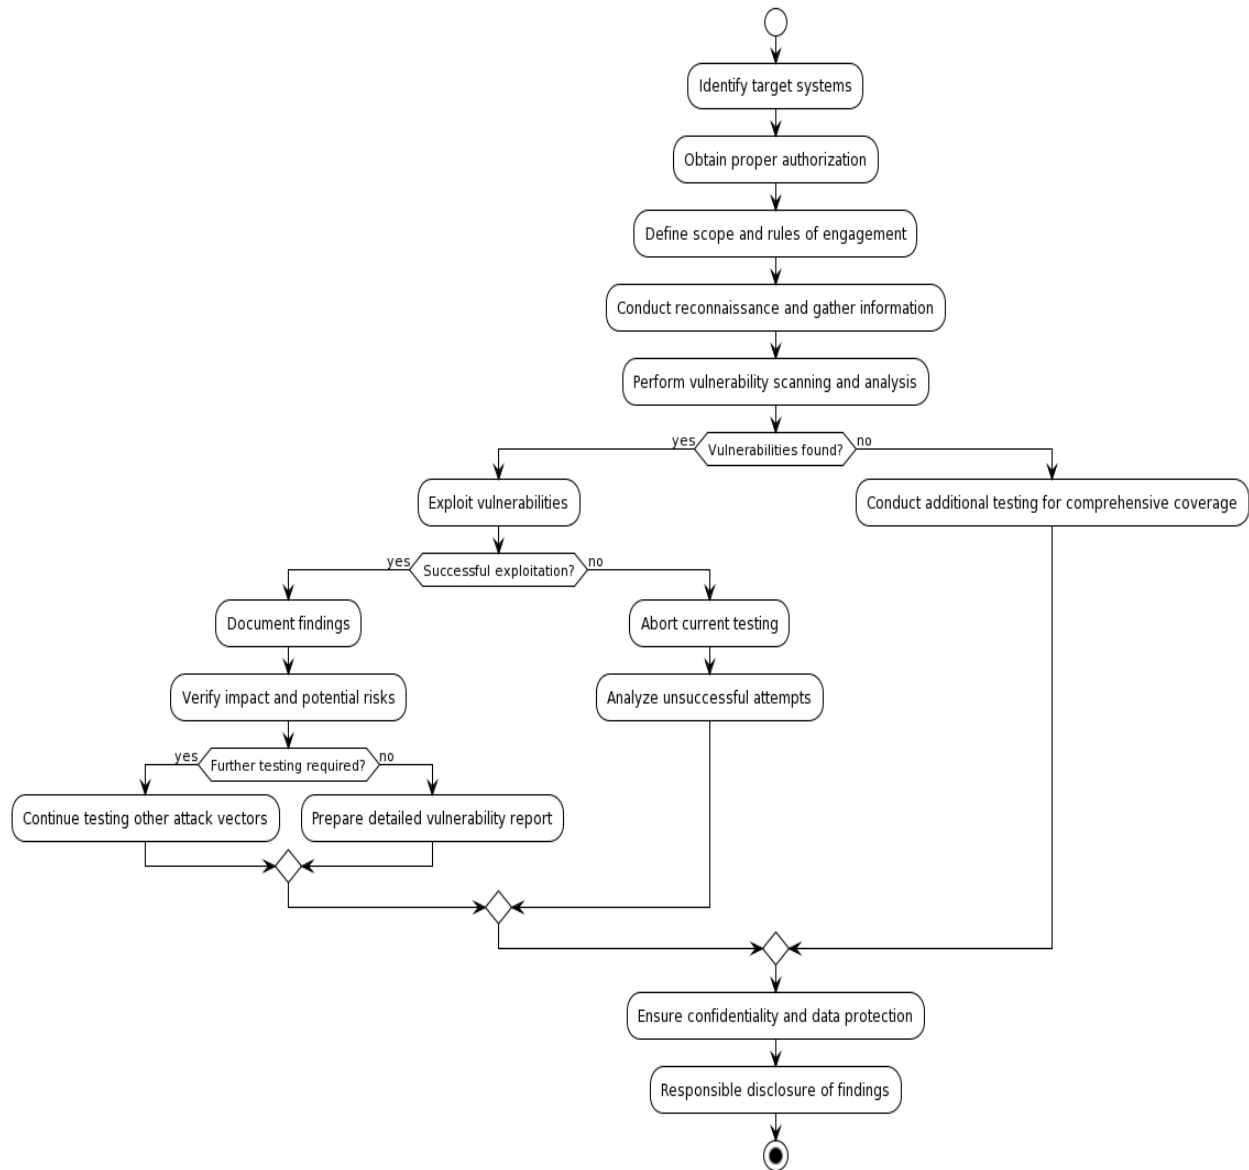 Identify target systems
Obtain proper authorization
Define scope and rules of engagement
Conduct reconnaissance and gather information
Perform vulnerability scanning and analysis
yes
Vulnerabilities found?
no
Exploit vulnerabilities
Conduct additional testing for comprehensive coverage
yes
Successful exploitation?
no
Document findings
Abort current testing
Verify impact and potential risks
Analyze unsuccessful attempts
yes
Further testing required?
no
Continue testing other attack vectors
Prepare detailed vulnerability report
Ensure confidentiality and data protection
Responsible disclosure of findings